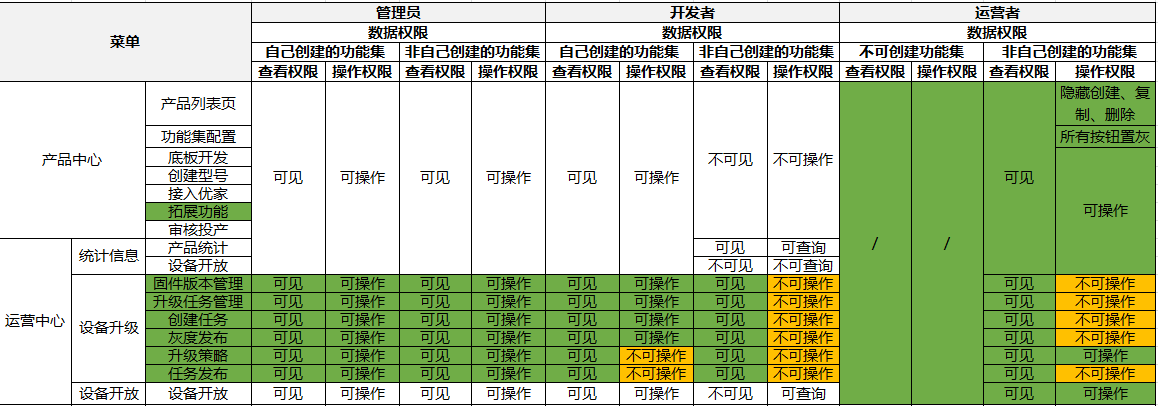 菜单 管理员 开发者 运营者
数据权限 数据权限 数据权限
自己创建的功能集 非自己创建的功能集 自己创建的功能集 非自己创建的功能集 不可创建功能集 非自己创建的功能集
查看权限 操作权限 查看权限 操作权限 查看权限 操作权限 查看权限 操作权限 查看权限 操作权限 查看权限 操作权限
产品中心 产品列表页 可见 可操作 可见 可操作 可见 可操作 不可见 不可操作 / / 可见 隐藏创建、复
制、删除
功能集配置 所有按钮置灰
底板开发 可操作
创建型号
接入优家
拓展功能
审核投产
运营中心 统计信息 产品统计 可见 可查询
设备开放 不可见 不可查询
设备升级 固件版本管理 可见 可操作 可见 可操作 可见 可操作 可见 不可操作 可见 不可操作
升级任务管理 可见 可操作 可见 可操作 可见 可操作 可见 不可操作 可见 不可操作
创建任务 可见 可操作 可见 可操作 可见 可操作 可见 不可操作 可见 不可操作
灰度发布 可见 可操作 可见 可操作 可见 可操作 可见 不可操作 可见 不可操作
升级策略 可见 可操作 可见 可操作 可见 不可操作 可见 不可操作 可见 可操作
任务发布 可见 可操作 可见 可操作 可见 不可操作 可见 不可操作 可见 不可操作
设备开放 设备开放 可见 可操作 可见 可操作 可见 可操作 不可见 可查询 可见 可操作